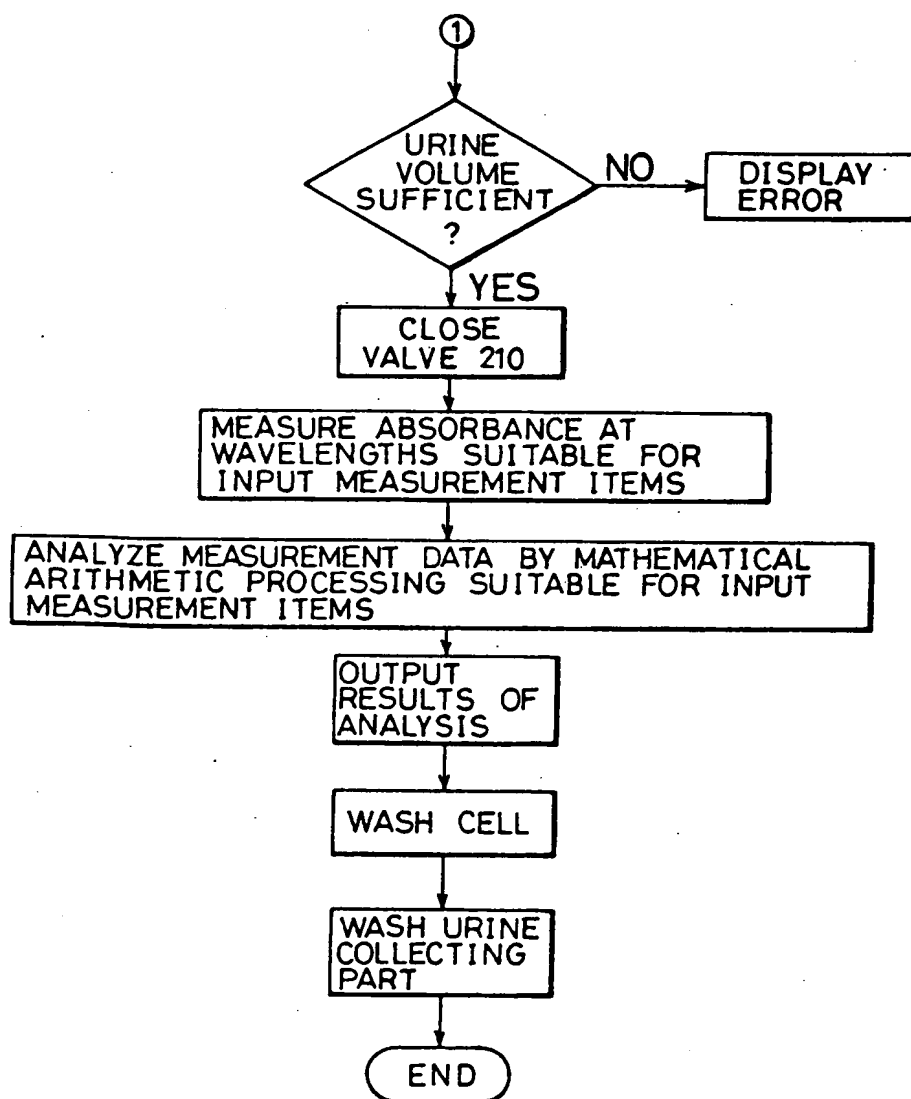 1
URINE
VOLUME
SUFFICIENT
?
NO
DISPLAY
ERROR
YES
CLOSE
VALVE 210
MEASURE ABSORBANCE AT
WAVELENGTHS SUITABLE FOR
INPUT MEASUREMENT ITEMS
ANALYZE MEASUREMENT DATA BY MATHEMATICAL
ARITHMETIC PROCESSING SUITABLE FOR INPUT
MEASUREMENT ITEMS
OUTPUT
RESULTS OF
ANALYSIS
WASH CELL
WASH URINE
COLLECTING
PART
END